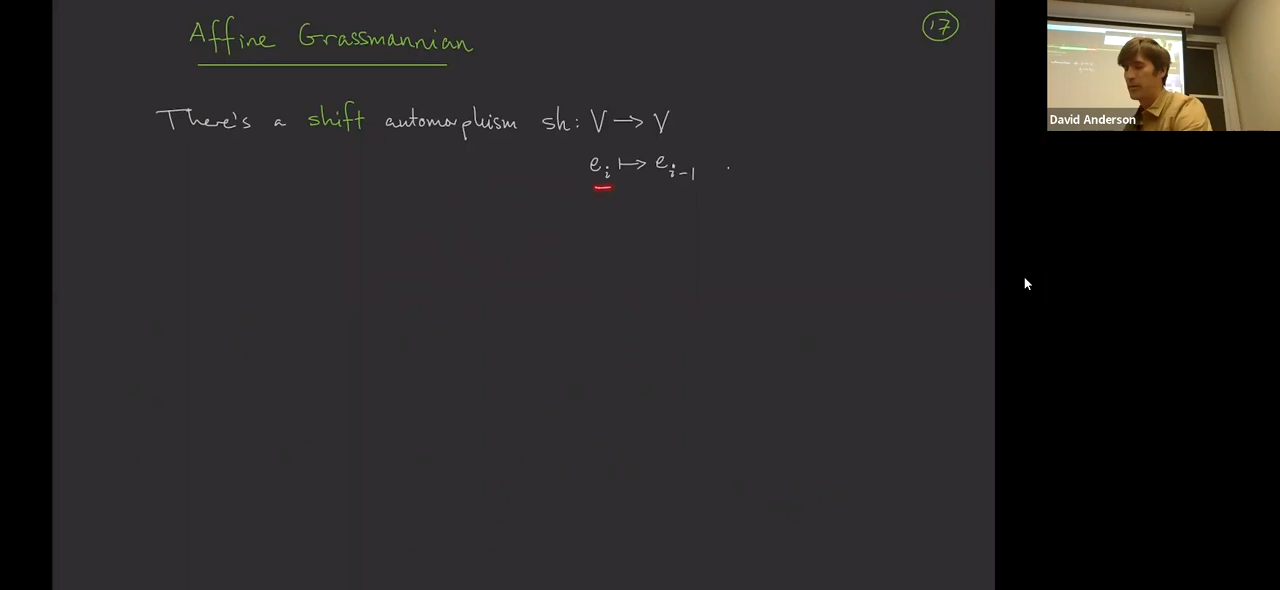 Affine Grassmannian
17
There's a shift automorphism sh: V → V
e_i ↦ e_{i-1} .
David Anderson